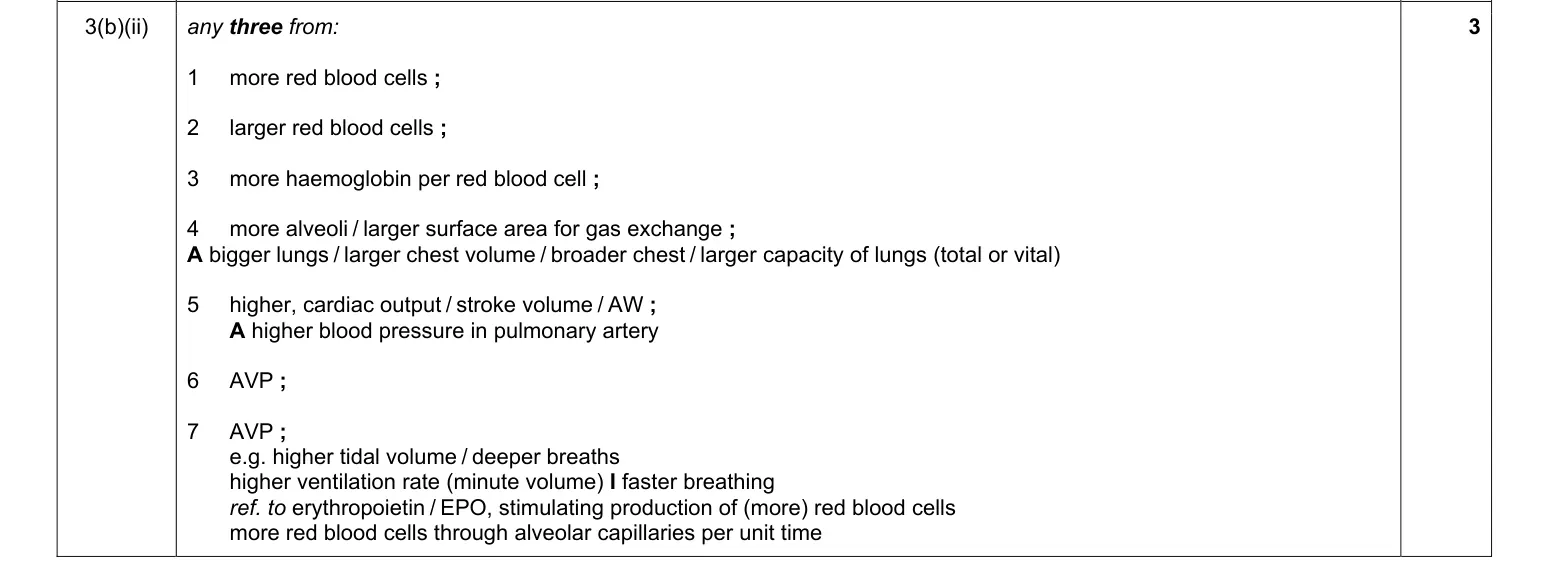 3(b)(ii) any three from: 3
1 more red blood cells ;
2 larger red blood cells ;
3 more haemoglobin per red blood cell ;
4 more alveoli / larger surface area for gas exchange ;
A bigger lungs / larger chest volume / broader chest / larger capacity of lungs (total or vital)
5 higher, cardiac output / stroke volume / AW ;
A higher blood pressure in pulmonary artery
6 AVP ;
7 AVP ;
e.g. higher tidal volume / deeper breaths
higher ventilation rate (minute volume) I faster breathing
ref. to erythropoietin / EPO, stimulating production of (more) red blood cells
more red blood cells through alveolar capillaries per unit time